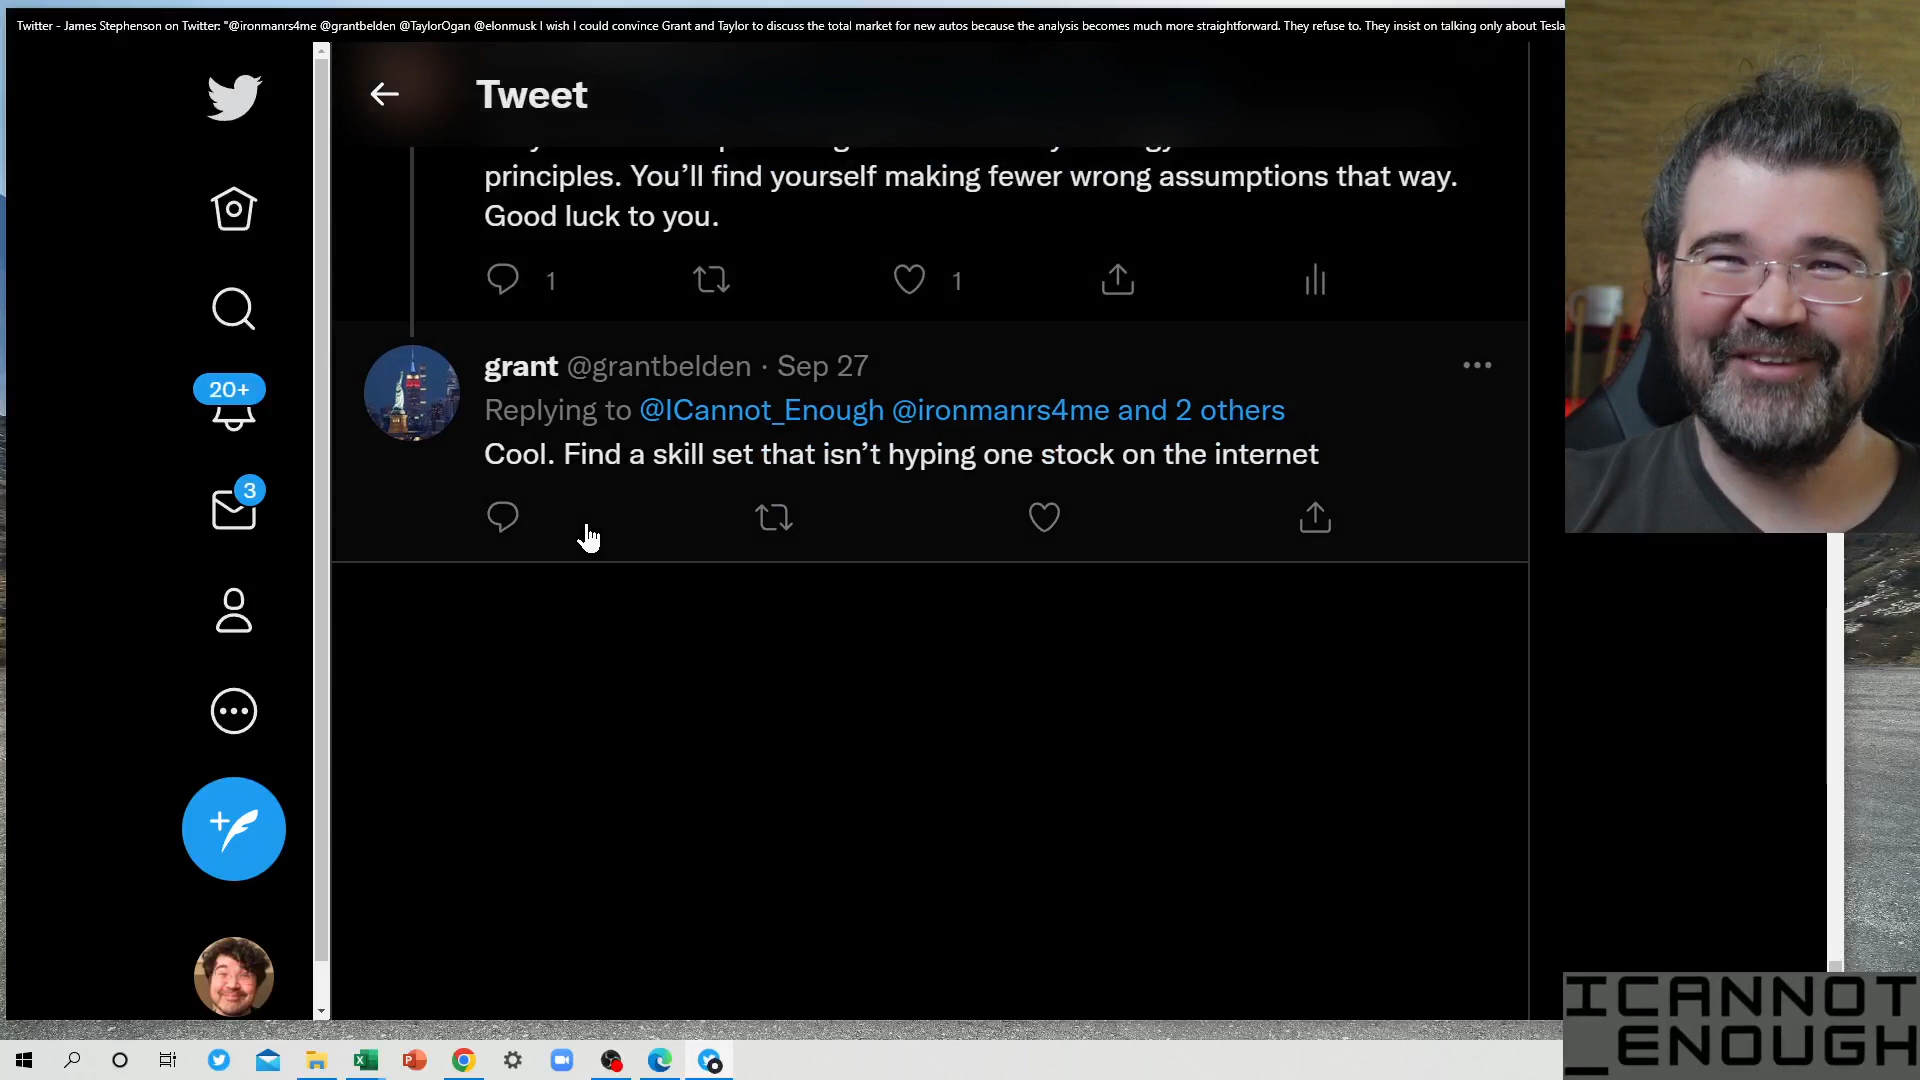 Twitter - James Stephenson on Twitter: "@ironmanrs4me @grantbelden @TaylorOgan @elonmusk I wish I could convince Grant and Taylor to discuss the total market for new autos because the analysis becomes much more straightforward. They refuse to. They insist on talking only about Tesla
Tweet
principles. You’ll find yourself making fewer wrong assumptions that way.
Good luck to you.
1
1
20+
grant @grantbelden · Sep 27
Replying to @ICannot_Enough @ironmanrs4me and 2 others
Cool. Find a skill set that isn’t hyping one stock on the internet
3
ICANNOT
_ENOUGH